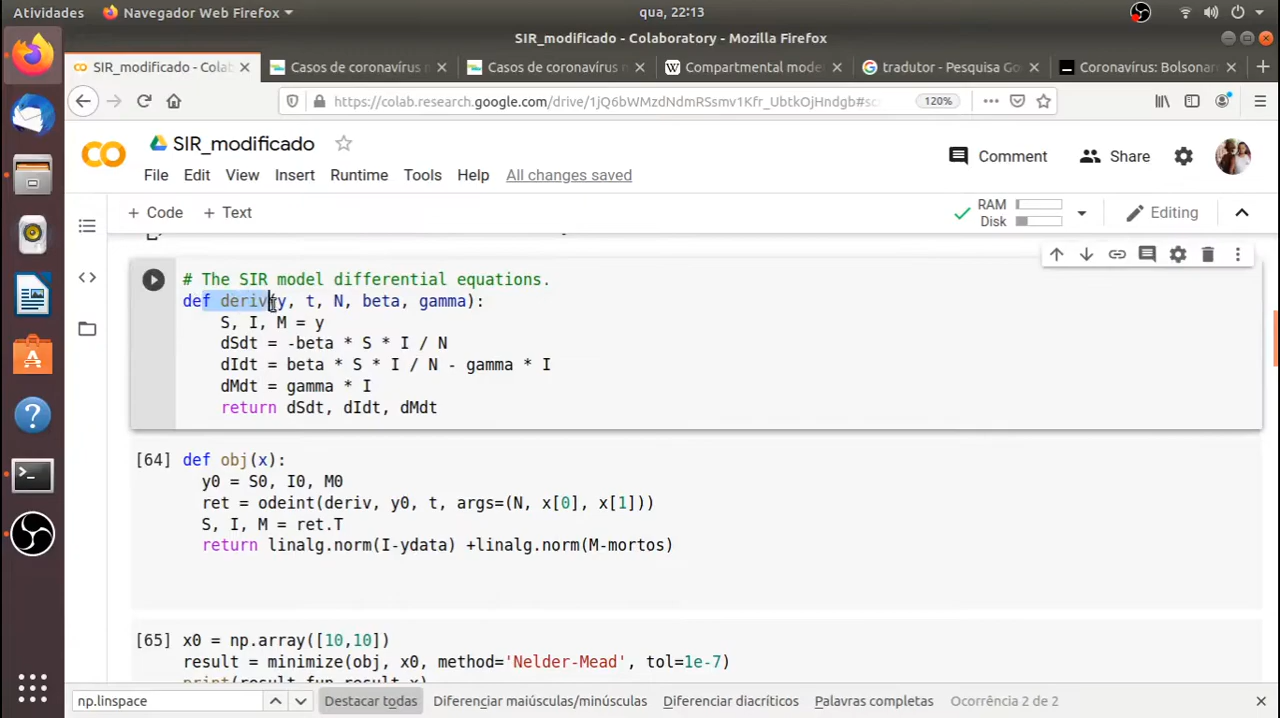 Atividades Navegador Web Firefox qua, 22:13
SIR_modificado - Colaboratory - Mozilla Firefox
SIR_modificado - Colab Casos de coronavírus n Casos de coronavírus n Compartmental mode tradutor - Pesquisa Go Coronavírus: Bolsonar
https://colab.research.google.com/drive/1jQ6bWMzdNdmRSsmv1Kfr_UbtkOjHndgb#sc 120%
SIR_modificado
Comment Share
File Edit View Insert Runtime Tools Help All changes saved
+ Code + Text RAM Disk Editing
# The SIR model differential equations.
def deriv(y, t, N, beta, gamma):
S, I, M = y
dSdt = -beta * S * I / N
dIdt = beta * S * I / N - gamma * I
dMdt = gamma * I
return dSdt, dIdt, dMdt
[64] def obj(x):
y0 = S0, I0, M0
ret = odeint(deriv, y0, t, args=(N, x[0], x[1]))
S, I, M = ret.T
return linalg.norm(I-ydata) +linalg.norm(M-mortos)
[65] x0 = np.array([10,10])
result = minimize(obj, x0, method='Nelder-Mead', tol=1e-7)
print(result.fun,result.x)
np.linspace Destacar todas Diferenciar maiúsculas/minúsculas Diferenciar diacríticos Palavras completas Ocorrência 2 de 2